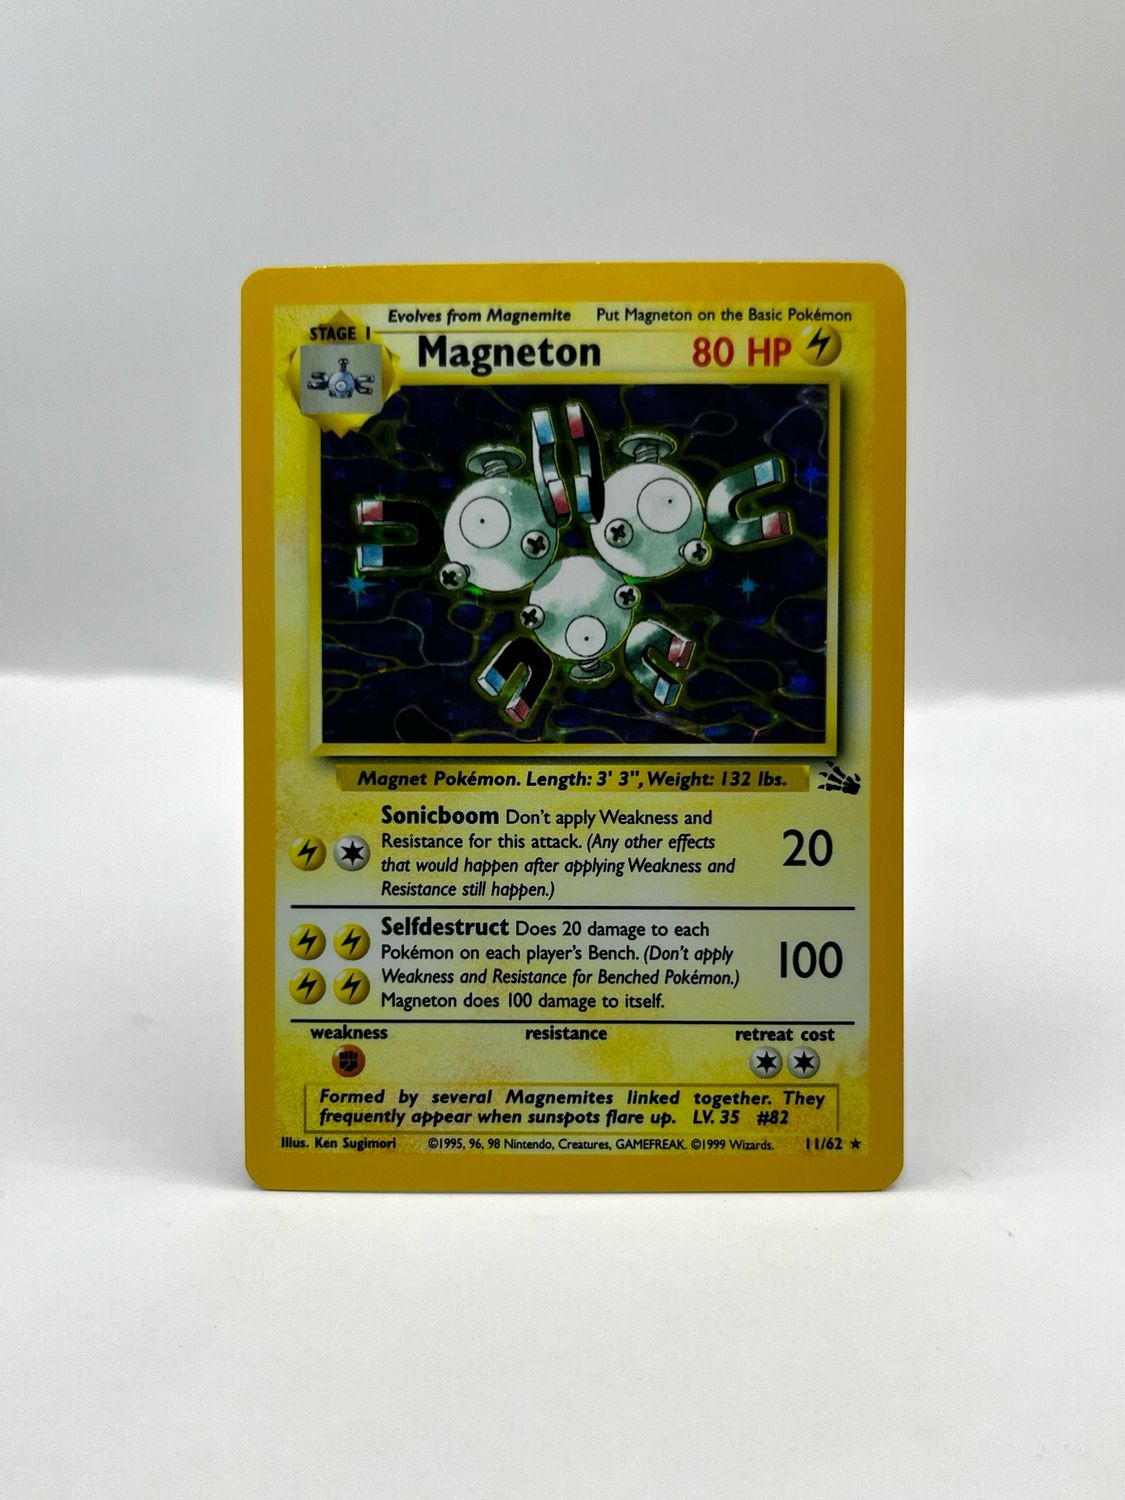 Evolves from Magnemite Put Magneton on the Basic Pokémon
STAGE 1
Magneton 80 HP
Magnet Pokémon. Length: 3' 3", Weight: 132 lbs.
Sonicboom Don't apply Weakness and
Resistance for this attack. (Any other effects
that would happen after applying Weakness and
Resistance still happen.)
20
Selfdestruct Does 20 damage to each
Pokémon on each player's Bench. (Don't apply
Weakness and Resistance for Benched Pokémon.)
Magneton does 100 damage to itself.
100
weakness resistance retreat cost
Formed by several Magnemites linked together. They
frequently appear when sunspots flare up. LV. 35 #82
Illus. Ken Sugimori ©1995, 96, 98 Nintendo, Creatures, GAMEFREAK. ©1999 Wizards. 11/62 ★